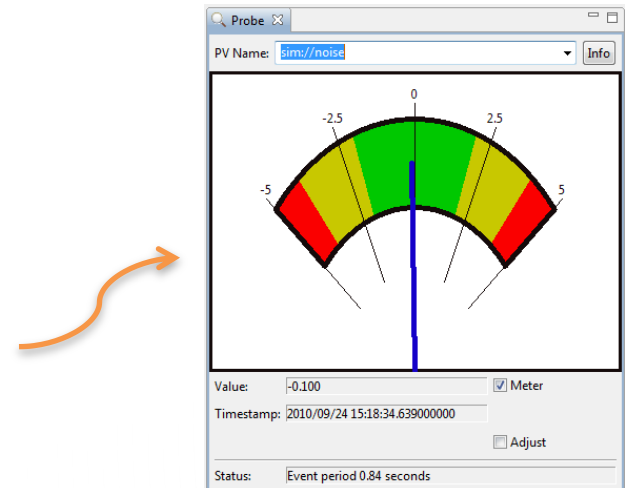 Probe
PV Name: sim://noise Info
0
-2.5 2.5
-5 5
Value: -0.100 Meter
Timestamp: 2010/09/24 15:18:34.639000000
Adjust
Status: Event period 0.84 seconds